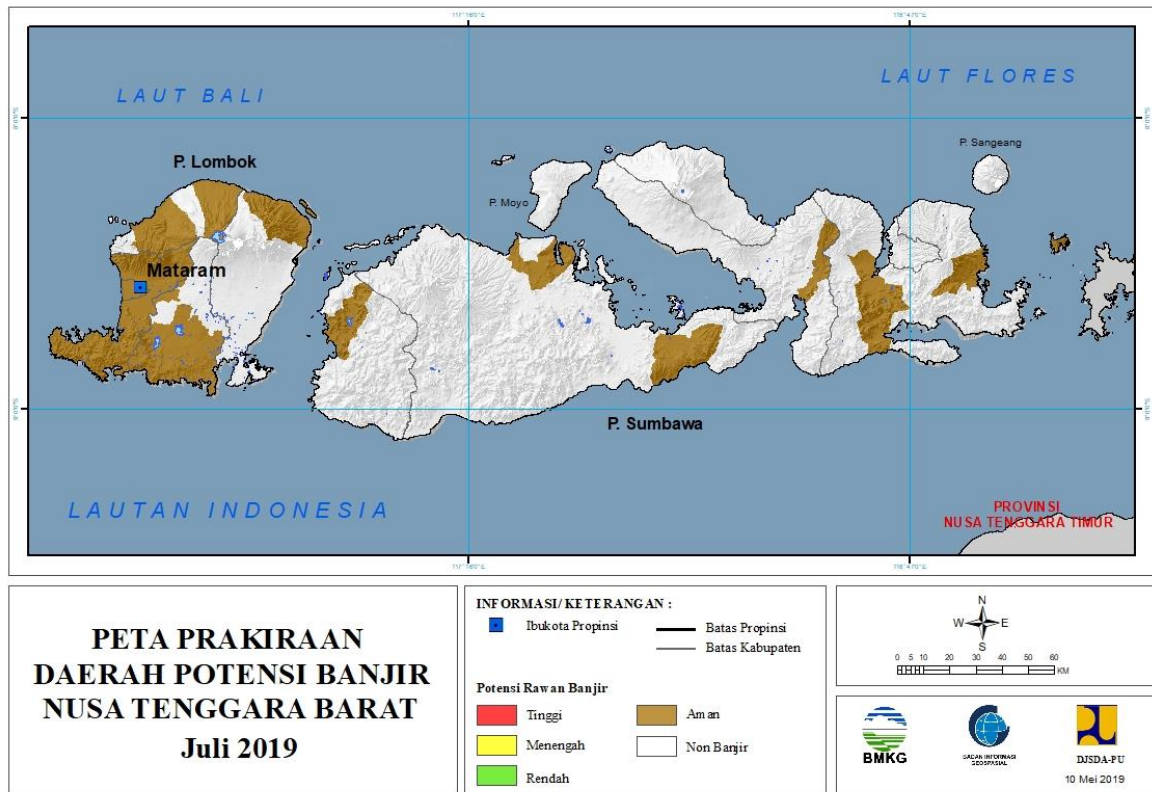 LAUT BALI
LAUT FLORES
P. Lombok
P. Sangeang
P. Moyo
Mataram
P. Sumbawa
LAUTAN INDONESIA
PROVINSI
NUSA TENGGARA TIMUR
PETA PRAKIRAAN
DAERAH POTENSI BANJIR
NUSA TENGGARA BARAT
Juli 2019
INFORMASI/KETERANGAN :
Ibukota Propinsi
Batas Propinsi
Batas Kabupaten
Potensi Rawan Banjir
Tinggi
Aman
Menengah
Non Banjir
Rendah
N
W E
S
0 5 10 20 30 40 50 60
KM
BMKG
BADAN INFORMASI
GEOSPASIAL
DJSDA-PU
10 Mei 2019